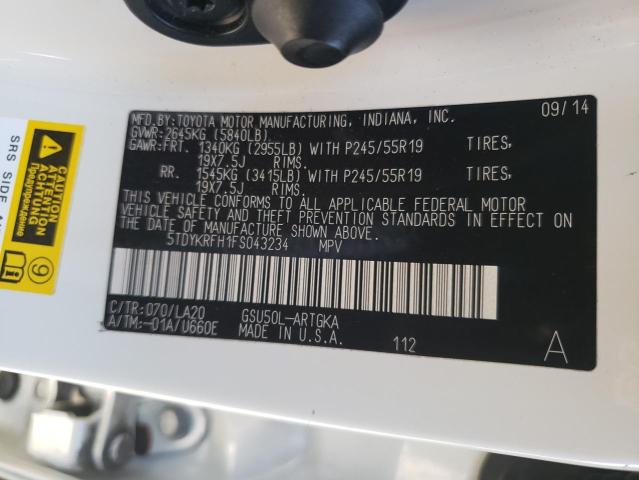 MFD.BY:TOYOTA MOTOR MANUFACTURING, INDIANA, INC. 09/14
GVWR:2645KG (5840LB)
GAWR:FRT. 1340KG (2955LB) WITH P245/55R19 TIRES,
19X7.5J RIMS.
RR. 1545KG (3415LB) WITH P245/55R19 TIRES,
19X7.5J RIMS.
THIS VEHICLE CONFORMS TO ALL APPLICABLE FEDERAL MOTOR
VEHICLE SAFETY AND THEFT PREVENTION STANDARDS IN EFFECT ON
THE DATE OF MANUFACTURE SHOWN ABOVE.
5TDYKRFH1FS043234 MPV
C/TR:070/LA20 GSU50L-ARTGKA
A/TM:-01A/U660E MADE IN U.S.A. 112 A
CAUTION
ATTENTION
ACHTUNG
Предупреждение
9
SRS SIDE